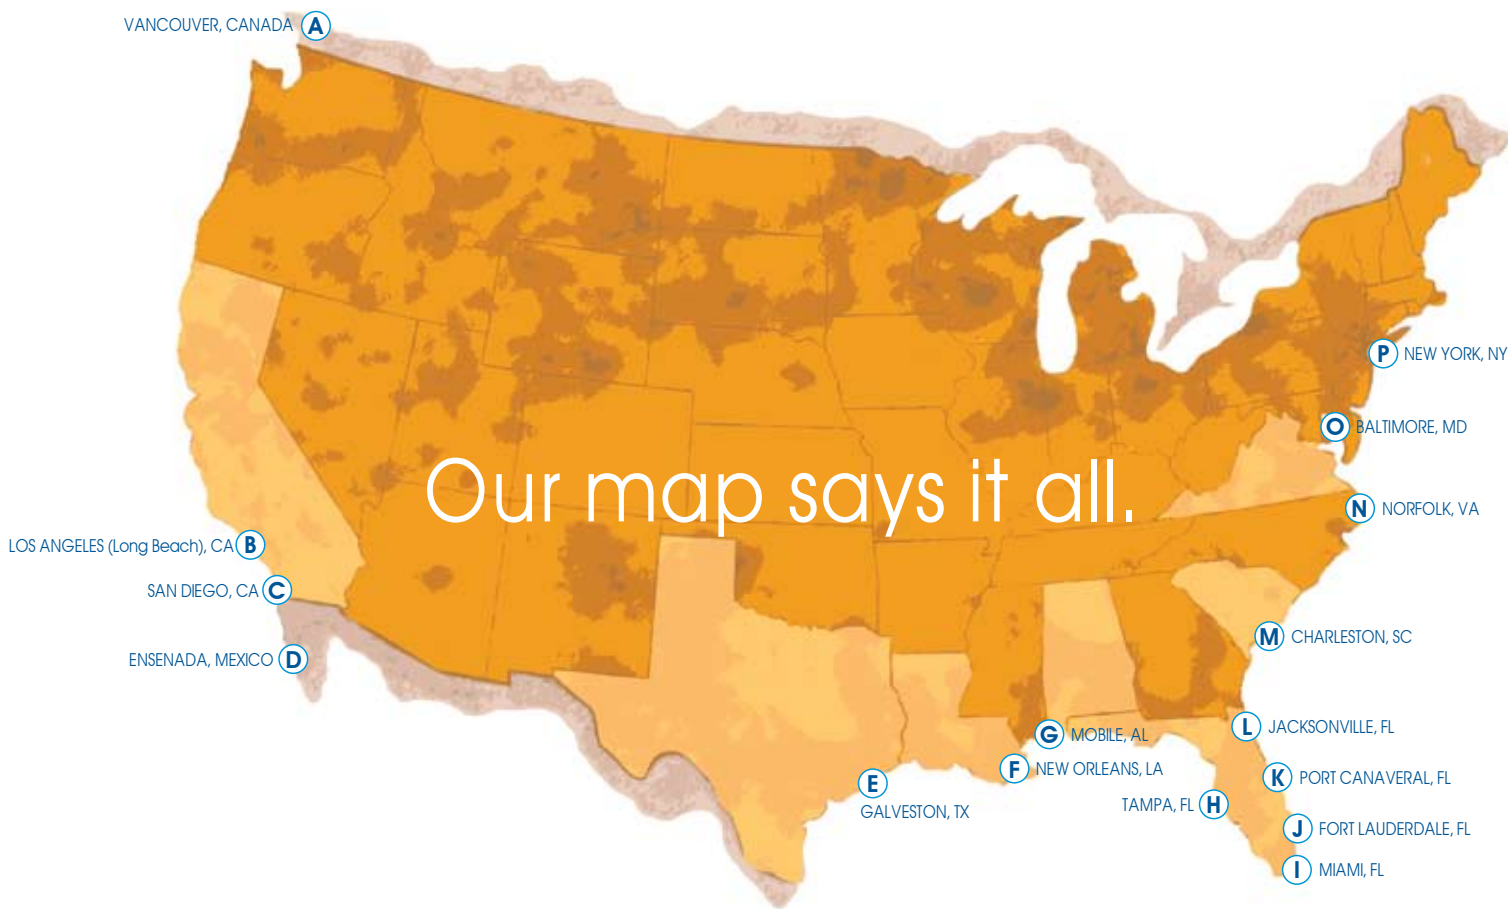 VANCOUVER, CANADA A
P NEW YORK, NY
O BALTIMORE, MD
Our map says it all.
N NORFOLK, VA
LOS ANGELES (Long Beach), CA B
SAN DIEGO, CA C
M CHARLESTON, SC
ENSENADA, MEXICO D
L JACKSONVILLE, FL
G MOBILE, AL
F NEW ORLEANS, LA
K PORT CANAVERAL, FL
E
GALVESTON, TX
TAMPA, FL H
J FORT LAUDERDALE, FL
I MIAMI, FL